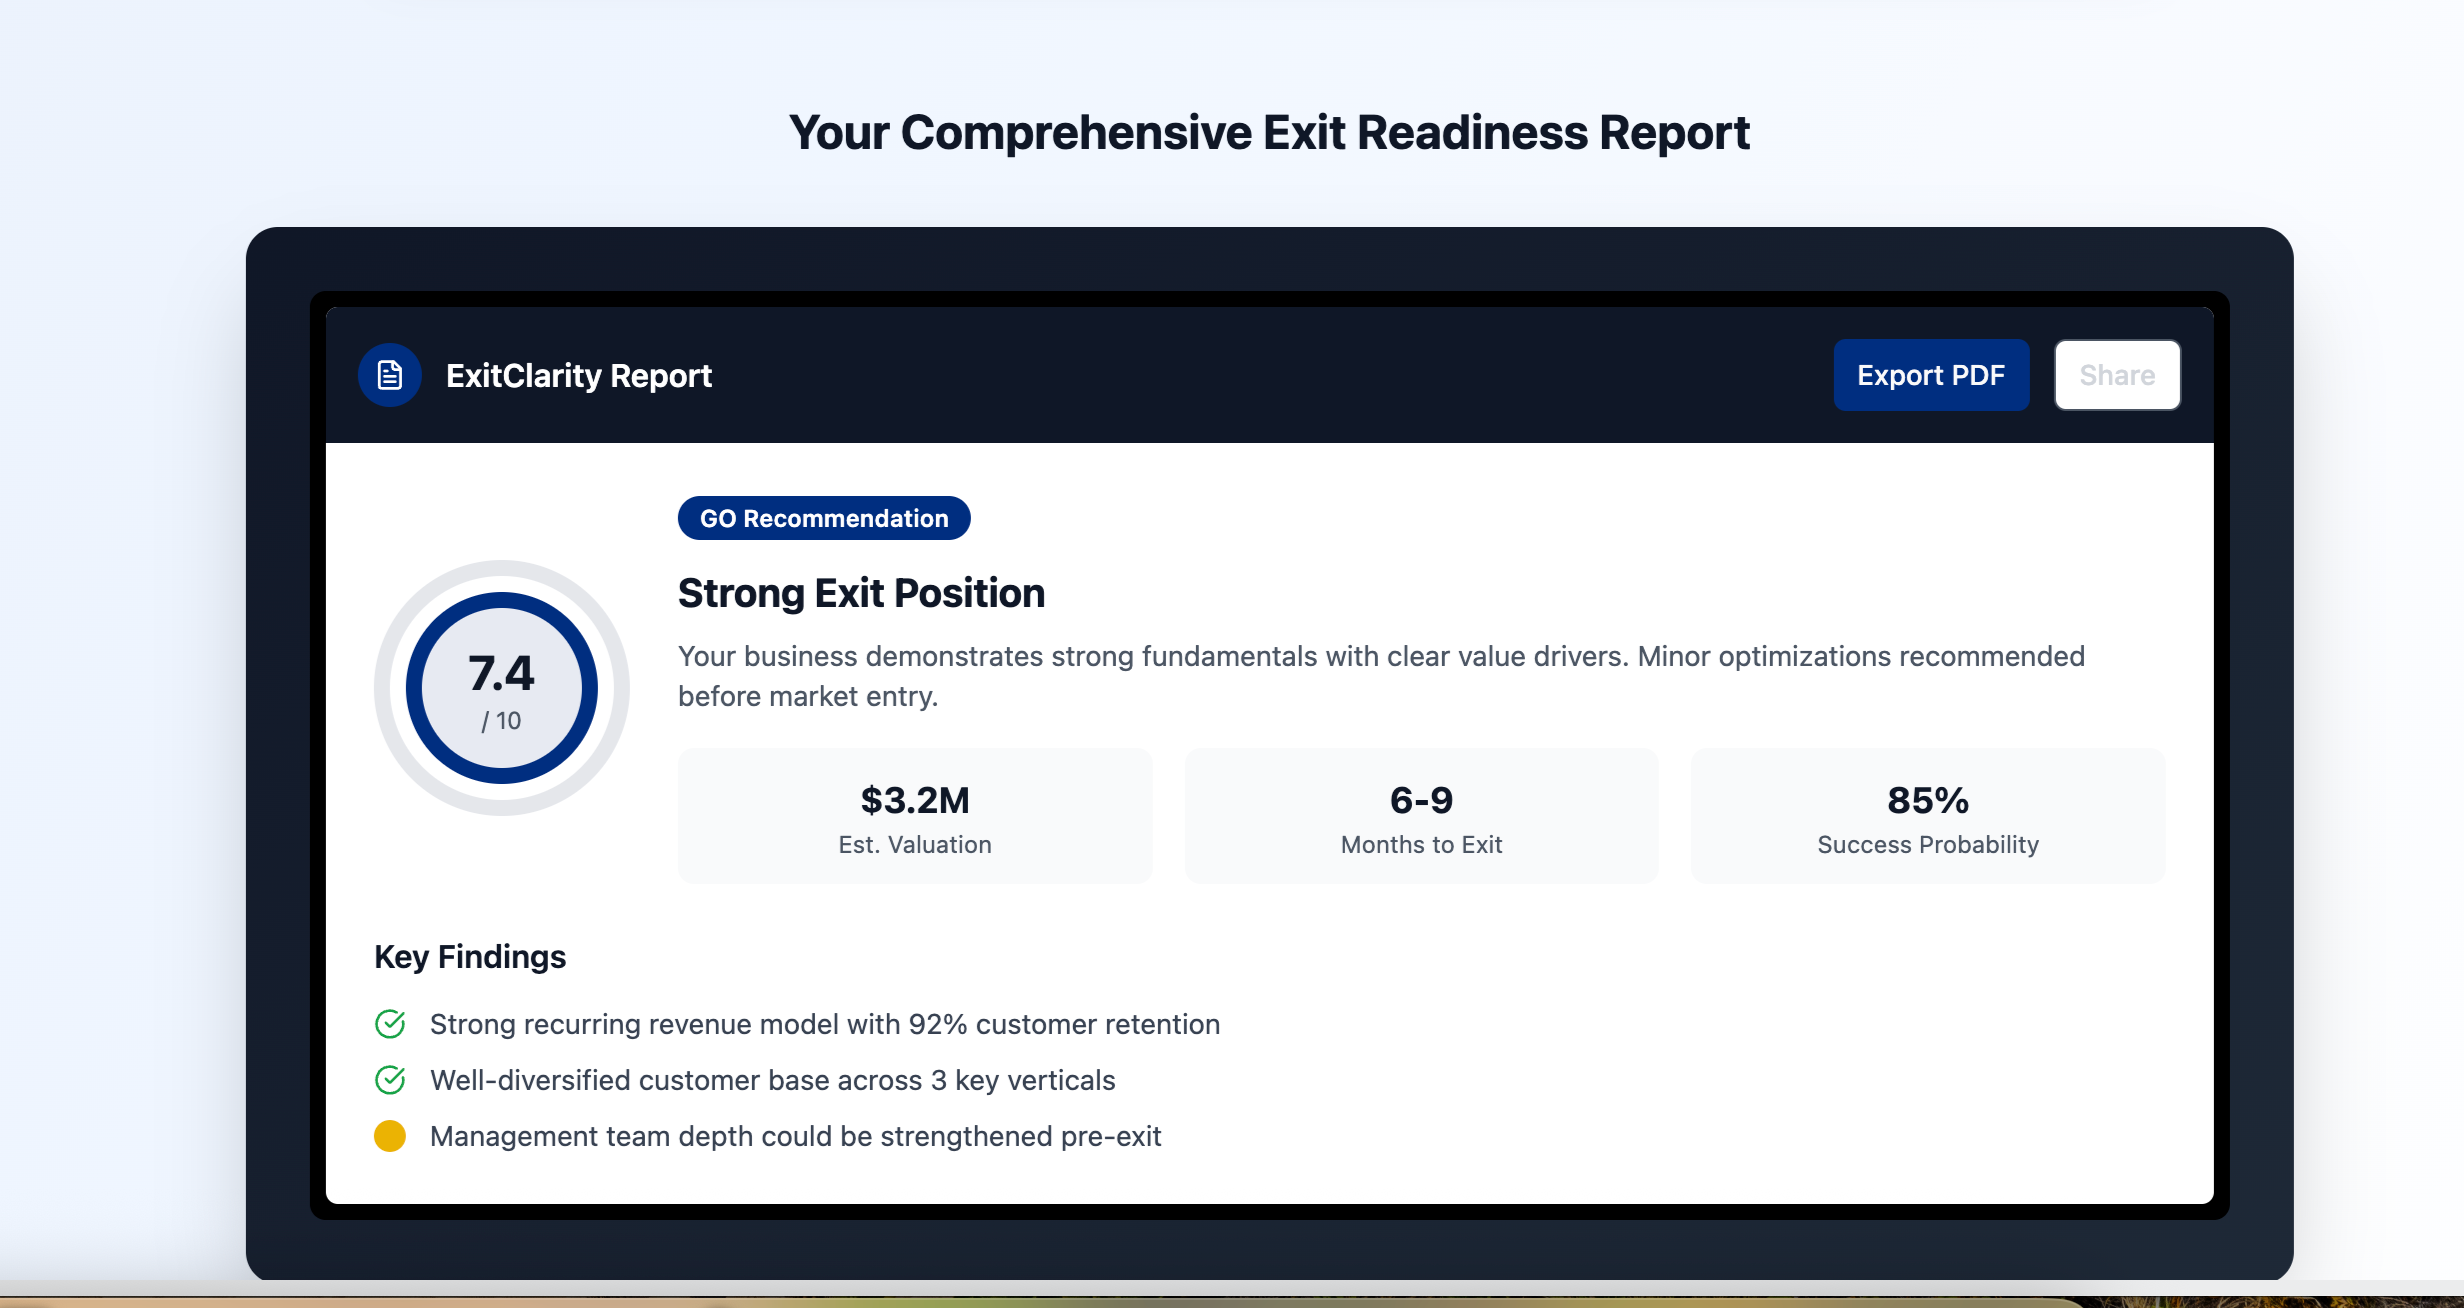 Your Comprehensive Exit Readiness Report
ExitClarity Report
Export PDF
Share
GO Recommendation
Strong Exit Position
7.4
/ 10
Your business demonstrates strong fundamentals with clear value drivers. Minor optimizations recommended
before market entry.
$3.2M
Est. Valuation
6-9
Months to Exit
85%
Success Probability
Key Findings
Strong recurring revenue model with 92% customer retention
Well-diversified customer base across 3 key verticals
Management team depth could be strengthened pre-exit